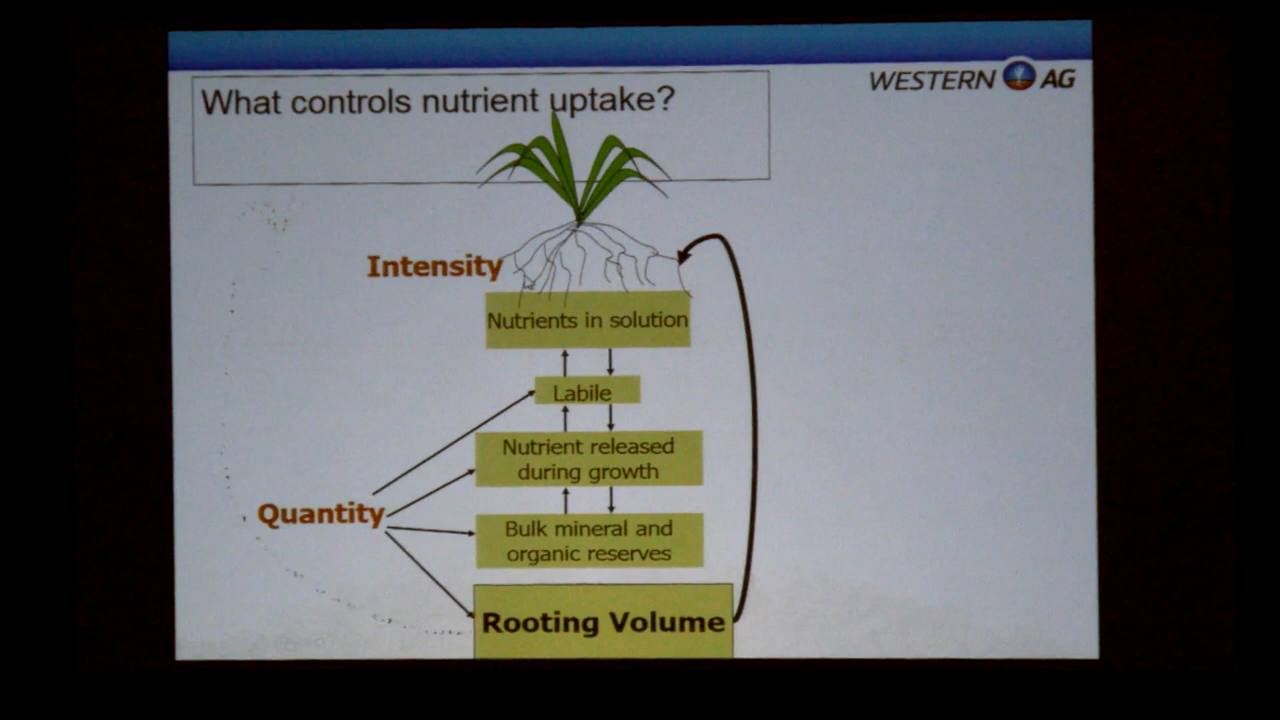 What controls nutrient uptake?
WESTERN AG
Intensity
Nutrients in solution
Labile
Nutrient released
during growth
Quantity
Bulk mineral and
organic reserves
Rooting Volume